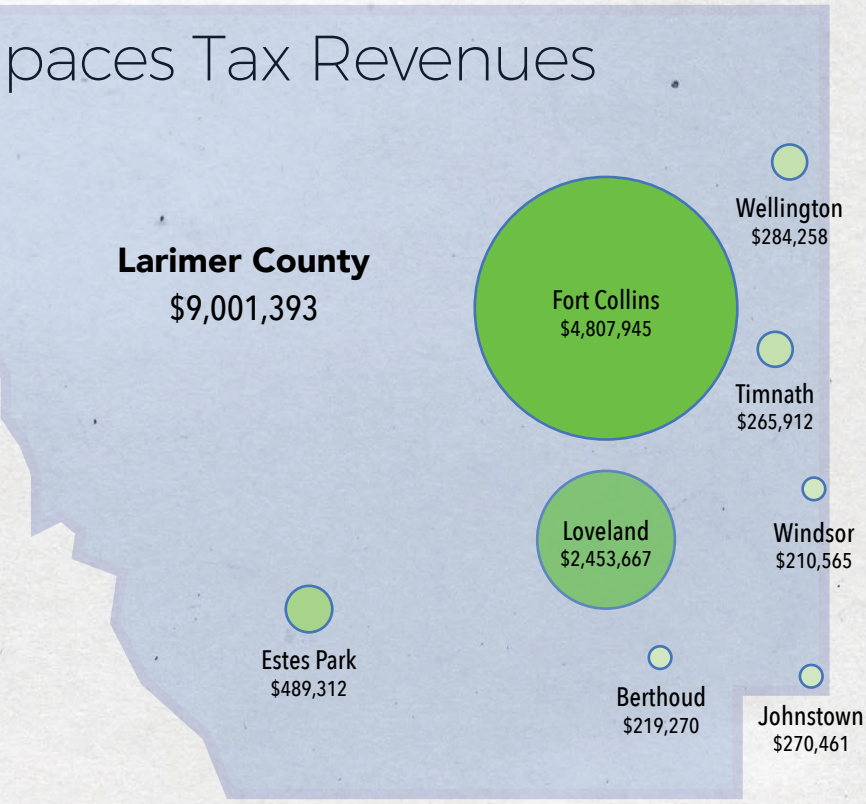 paces Tax Revenues
Larimer County
$9,001,393
Wellington
$284,258
Fort Collins
$4,807,945
Timnath
$265,912
Loveland
$2,453,667
Windsor
$210,565
Estes Park
$489,312
Berthoud
$219,270
Johnstown
$270,461